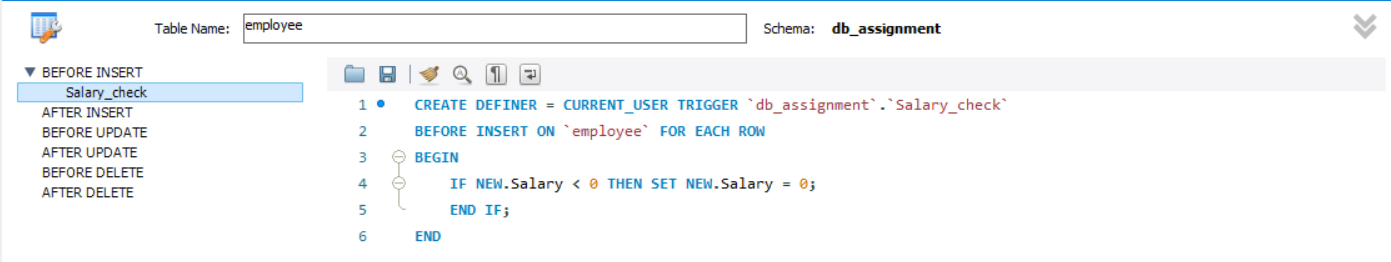 Table Name: employee Schema: db_assignment
BEFORE INSERT
Salary_check
AFTER INSERT
BEFORE UPDATE
AFTER UPDATE
BEFORE DELETE
AFTER DELETE
1 CREATE DEFINER = CURRENT_USER TRIGGER `db_assignment`.`Salary_check`
2 BEFORE INSERT ON `employee` FOR EACH ROW
3 BEGIN
4 IF NEW.Salary < 0 THEN SET NEW.Salary = 0;
5 END IF;
6 END